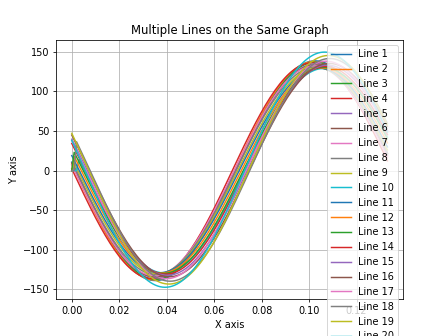 Multiple Lines on the Same Graph
Y axis
150
100
50
0
−50
−100
−150
0.00
0.02
0.04
0.06
0.08
0.10
X axis
Line 1
Line 2
Line 3
Line 4
Line 5
Line 6
Line 7
Line 8
Line 9
Line 10
Line 11
Line 12
Line 13
Line 14
Line 15
Line 16
Line 17
Line 18
Line 19
Line 20